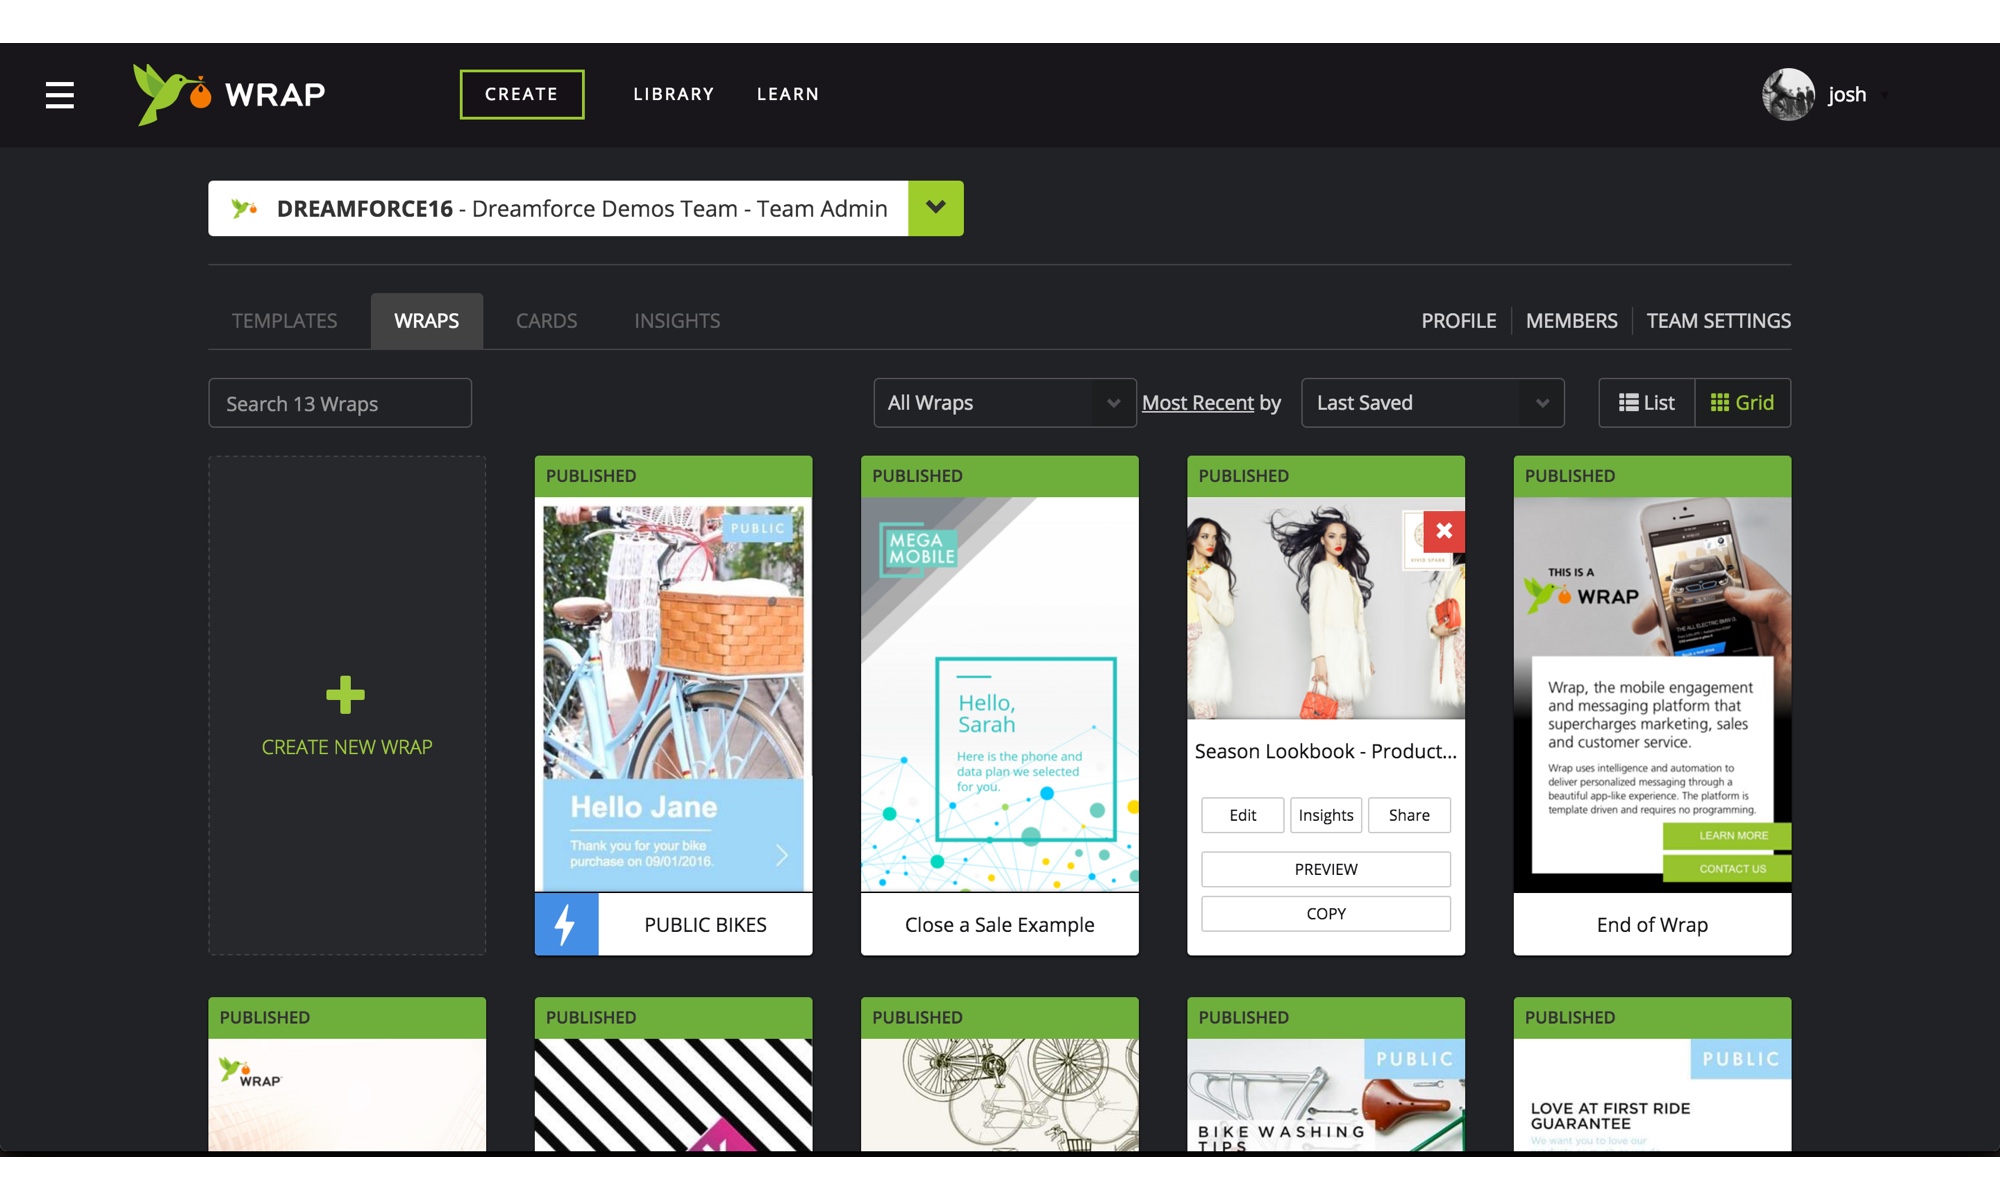 WRAP
CREATE
LIBRARY
LEARN
josh
DREAMFORCE16 - Dreamforce Demos Team - Team Admin
TEMPLATES
WRAPS
CARDS
INSIGHTS
PROFILE
MEMBERS
TEAM SETTINGS
Search 13 Wraps
All Wraps
Most Recent by
Last Saved
List
Grid
CREATE NEW WRAP
PUBLISHED
PUBLIC
Hello Jane
Thank you for your bike
purchase on 09/01/2016.
PUBLIC BIKES
PUBLISHED
MEGA
MOBILE
Hello,
Sarah
Here is the phone and
data plan we selected
for you.
Close a Sale Example
PUBLISHED
Season Lookbook - Product...
Edit
Insights
Share
PREVIEW
COPY
PUBLISHED
THIS IS A
WRAP
Wrap, the mobile engagement
and messaging platform that
supercharges marketing, sales
and customer service.
Wrap uses intelligence and automation to
deliver personalized messaging through a
beautiful app-like experience. The platform is
template driven and requires no programming.
LEARN MORE
CONTACT US
End of Wrap
PUBLISHED
WRAP
PUBLISHED
PUBLISHED
PUBLISHED
PUBLIC
BIKE WASHING
TIPS
PUBLISHED
PUBLIC
LOVE AT FIRST RIDE
GUARANTEE
We want you to love our